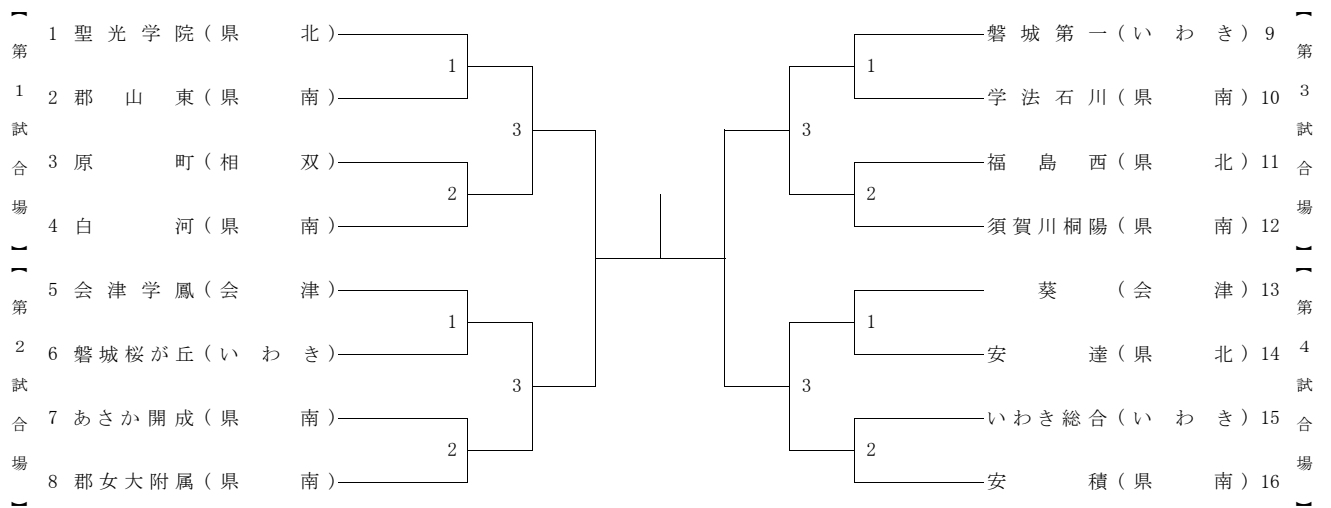 【第1試合場】
1 聖光学院(県北)
1
2 郡山東(県南)
3
3 原町(相双)
2
4 白河(県南)
【第2試合場】
5 会津学鳳(会津)
1
6 磐城桜が丘(いわき)
3
7 あさか開成(県南)
2
8 郡女大附属(県南)
【第3試合場】
磐城第一(いわき) 9
1
学法石川(県南) 10
3
福島西(県北) 11
2
須賀川桐陽(県南) 12
【第4試合場】
葵(会津) 13
1
安達(県北) 14
3
いわき総合(いわき) 15
2
安積(県南) 16